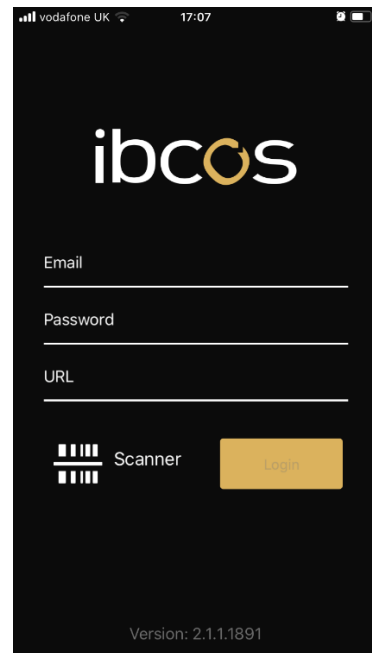 vodafone UK 17:07
ibcos
Email
Password
URL
Scanner Login
Version: 2.1.1.1891